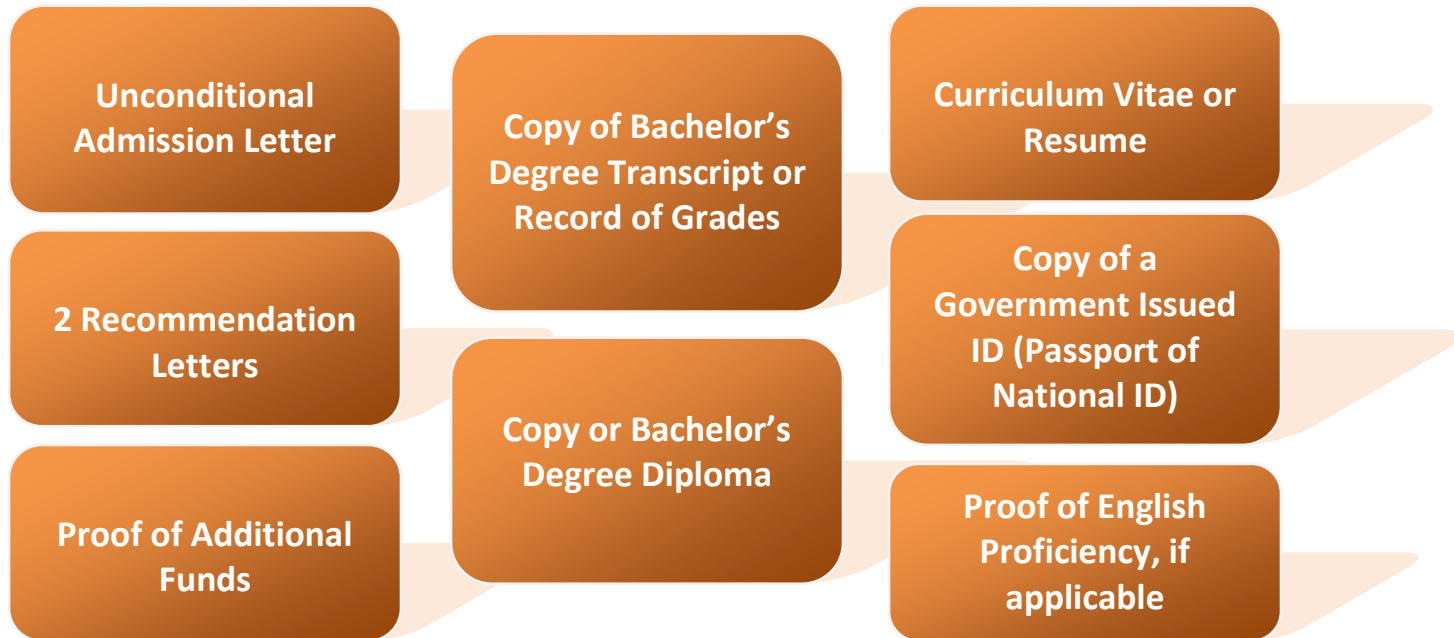 Unconditional
Admission Letter
2 Recommendation
Letters
Proof of Additional
Funds
Copy of Bachelor’s
Degree Transcript or
Record of Grades
Copy or Bachelor’s
Degree Diploma
Curriculum Vitae or
Resume
Copy of a
Government Issued
ID (Passport of
National ID)
Proof of English
Proficiency, if
applicable